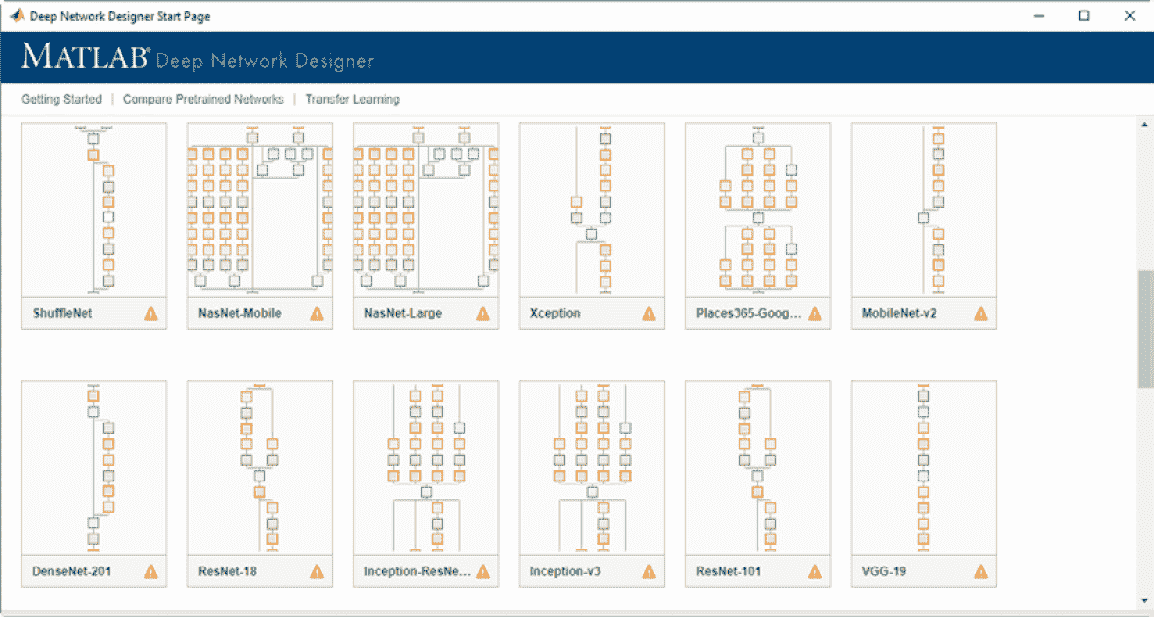 Deep Network Designer Start Page
MATLAB® Deep Network Designer
Getting Started | Compare Pretrained Networks | Transfer Learning
ShuffleNet NasNet-Mobile NasNet-Large Xception Places365-Goog... MobileNet-v2
DenseNet-201 ResNet-18 Inception-ResNe... Inception-v3 ResNet-101 VGG-19